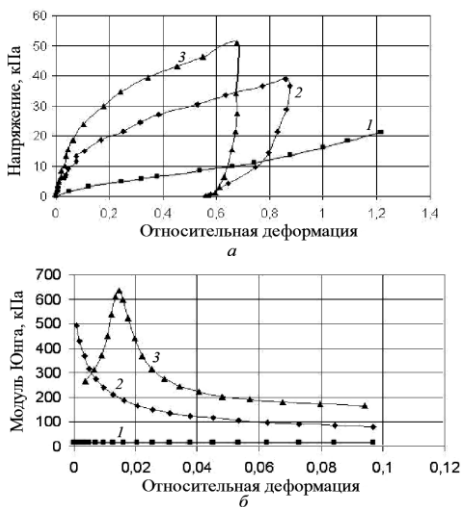 Напряжение, кПа
60
50
40
30
20
10
0
3
2
1
0 0,2 0,4 0,6 0,8 1 1,2 1,4
Относительная деформация
а
Модуль Юнга, кПа
700
600
500
400
300
200
100
0
3
2
1
0 0,02 0,04 0,06 0,08 0,1 0,12
Относительная деформация
б